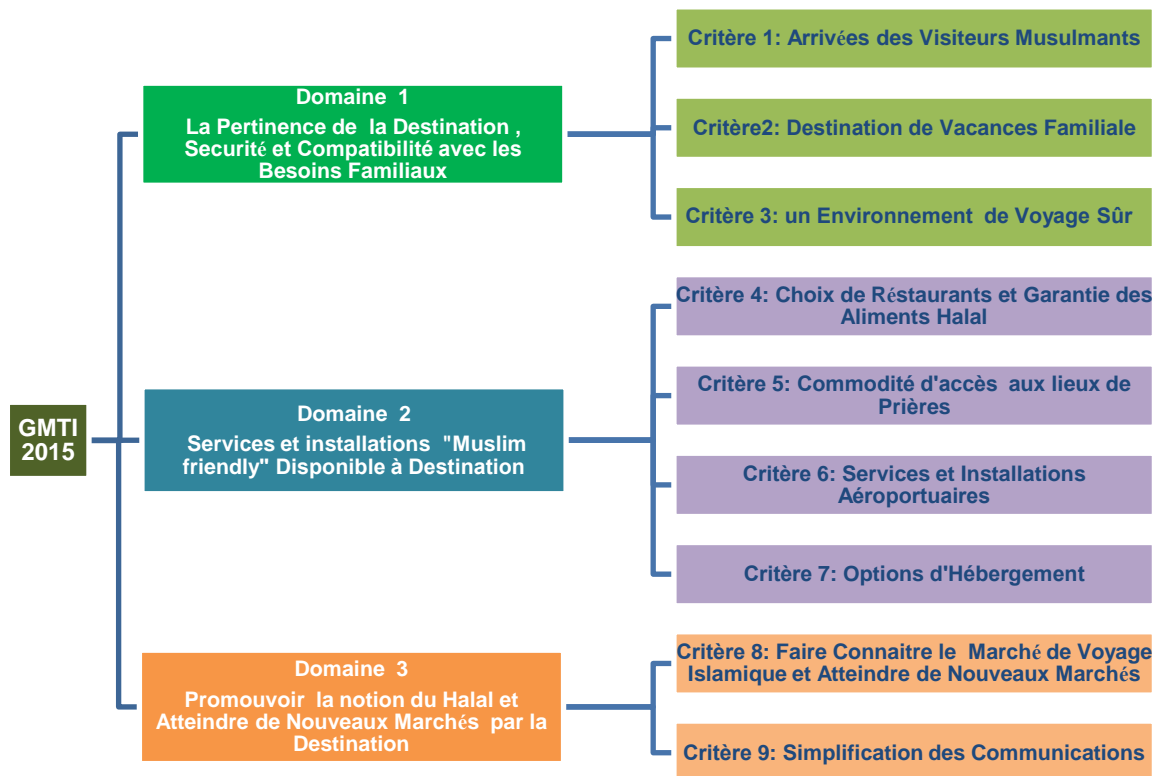 GMTI
2015
Domaine 1
La Pertinence de la Destination ,
Securité et Compatibilité avec les
Besoins Familiaux
Critère 1: Arrivées des Visiteurs Musulmants
Critère2: Destination de Vacances Familiale
Critère 3: un Environnement de Voyage Sûr
Domaine 2
Services et installations "Muslim
friendly" Disponible à Destination
Critère 4: Choix de Réstaurants et Garantie des
Aliments Halal
Critère 5: Commodité d'accès aux lieux de
Prières
Critère 6: Services et Installations
Aéroportuaires
Critère 7: Options d'Hébergement
Domaine 3
Promouvoir la notion du Halal et
Atteindre de Nouveaux Marchés par la
Destination
Critère 8: Faire Connaitre le Marché de Voyage
Islamique et Atteindre de Nouveaux Marchés
Critère 9: Simplification des Communications